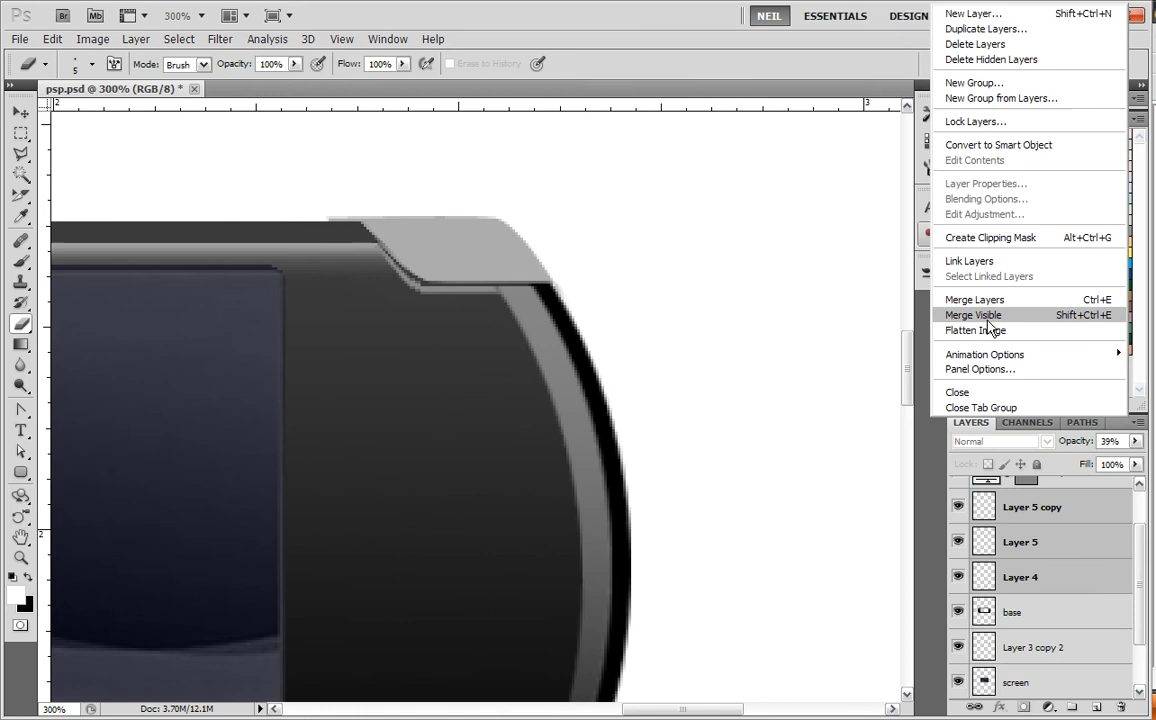 Ps Br Mb 300% NEIL ESSENTIALS DESIGN
File Edit Image Layer Select Filter Analysis 3D View Window Help
5 Mode: Brush Opacity: 100% Flow: 100% Erase to History
psp.psd @ 300% (RGB/8) *
2 3
2
New Layer... Shift+Ctrl+N
Duplicate Layers...
Delete Layers
Delete Hidden Layers
New Group...
New Group from Layers...
Lock Layers...
Convert to Smart Object
Edit Contents
Layer Properties...
Blending Options...
Edit Adjustment...
Create Clipping Mask Alt+Ctrl+G
Link Layers
Select Linked Layers
Merge Layers Ctrl+E
Merge Visible Shift+Ctrl+E
Flatten Image
Animation Options
Panel Options...
Close
Close Tab Group
LAYERS CHANNELS PATHS
Normal Opacity: 39%
Lock: Fill: 100%
Layer 5 copy
Layer 5
Layer 4
base
Layer 3 copy 2
screen
fx
300% Doc: 3.70M/12.1M